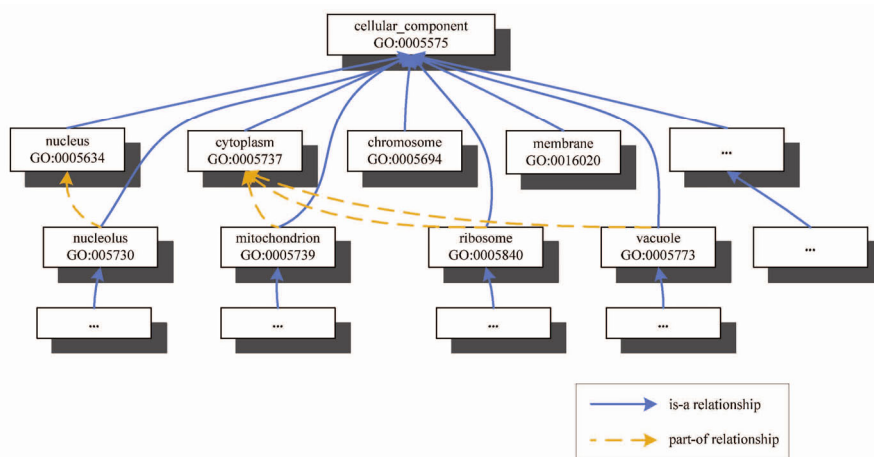 cellular_component
GO:0005575
nucleus
GO:0005634
cytoplasm
GO:0005737
chromosome
GO:0005694
membrane
GO:0016020
...
nucleolus
GO:005730
mitochondrion
GO:0005739
ribosome
GO:0005840
vacuole
GO:0005773
...
...
...
...
...
is-a relationship
part-of relationship